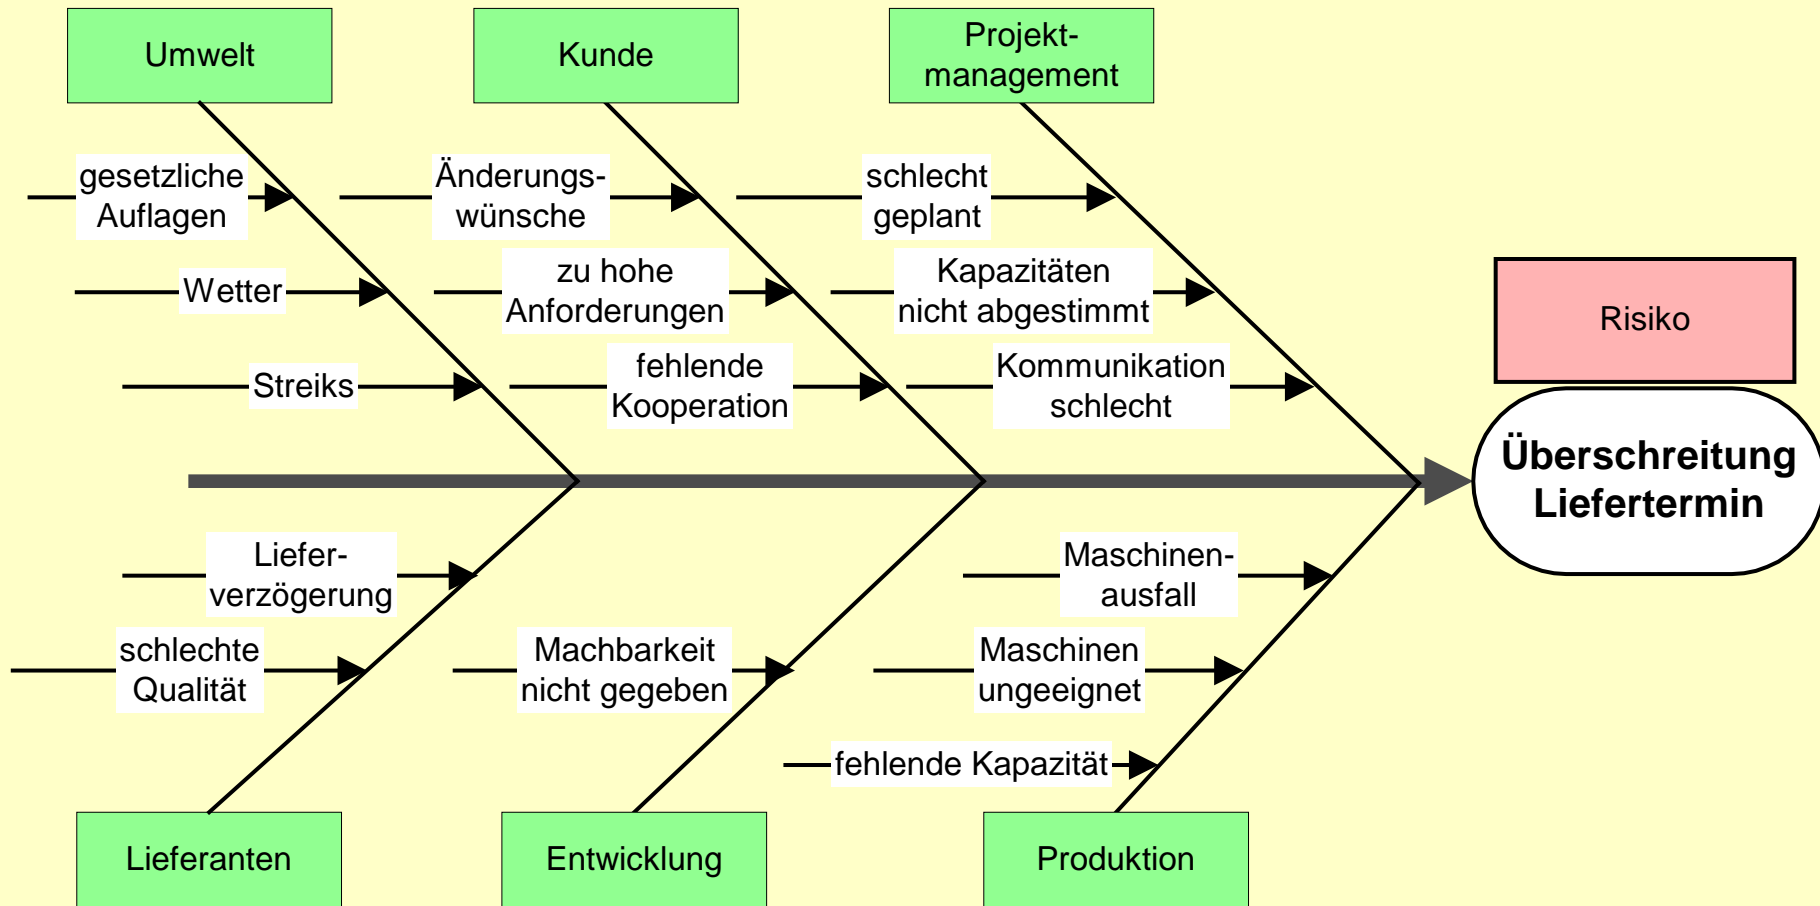 Umwelt
Kunde
Projekt-
management
gesetzliche
Auflagen
Änderungs-
wünsche
schlecht
geplant
Wetter
zu hohe
Anforderungen
Kapazitäten
nicht abgestimmt
Streiks
fehlende
Kooperation
Kommunikation
schlecht
Risiko
Überschreitung
Liefertermin
Liefer-
verzögerung
Maschinen-
ausfall
schlechte
Qualität
Machbarkeit
nicht gegeben
Maschinen
ungeeignet
fehlende Kapazität
Lieferanten
Entwicklung
Produktion